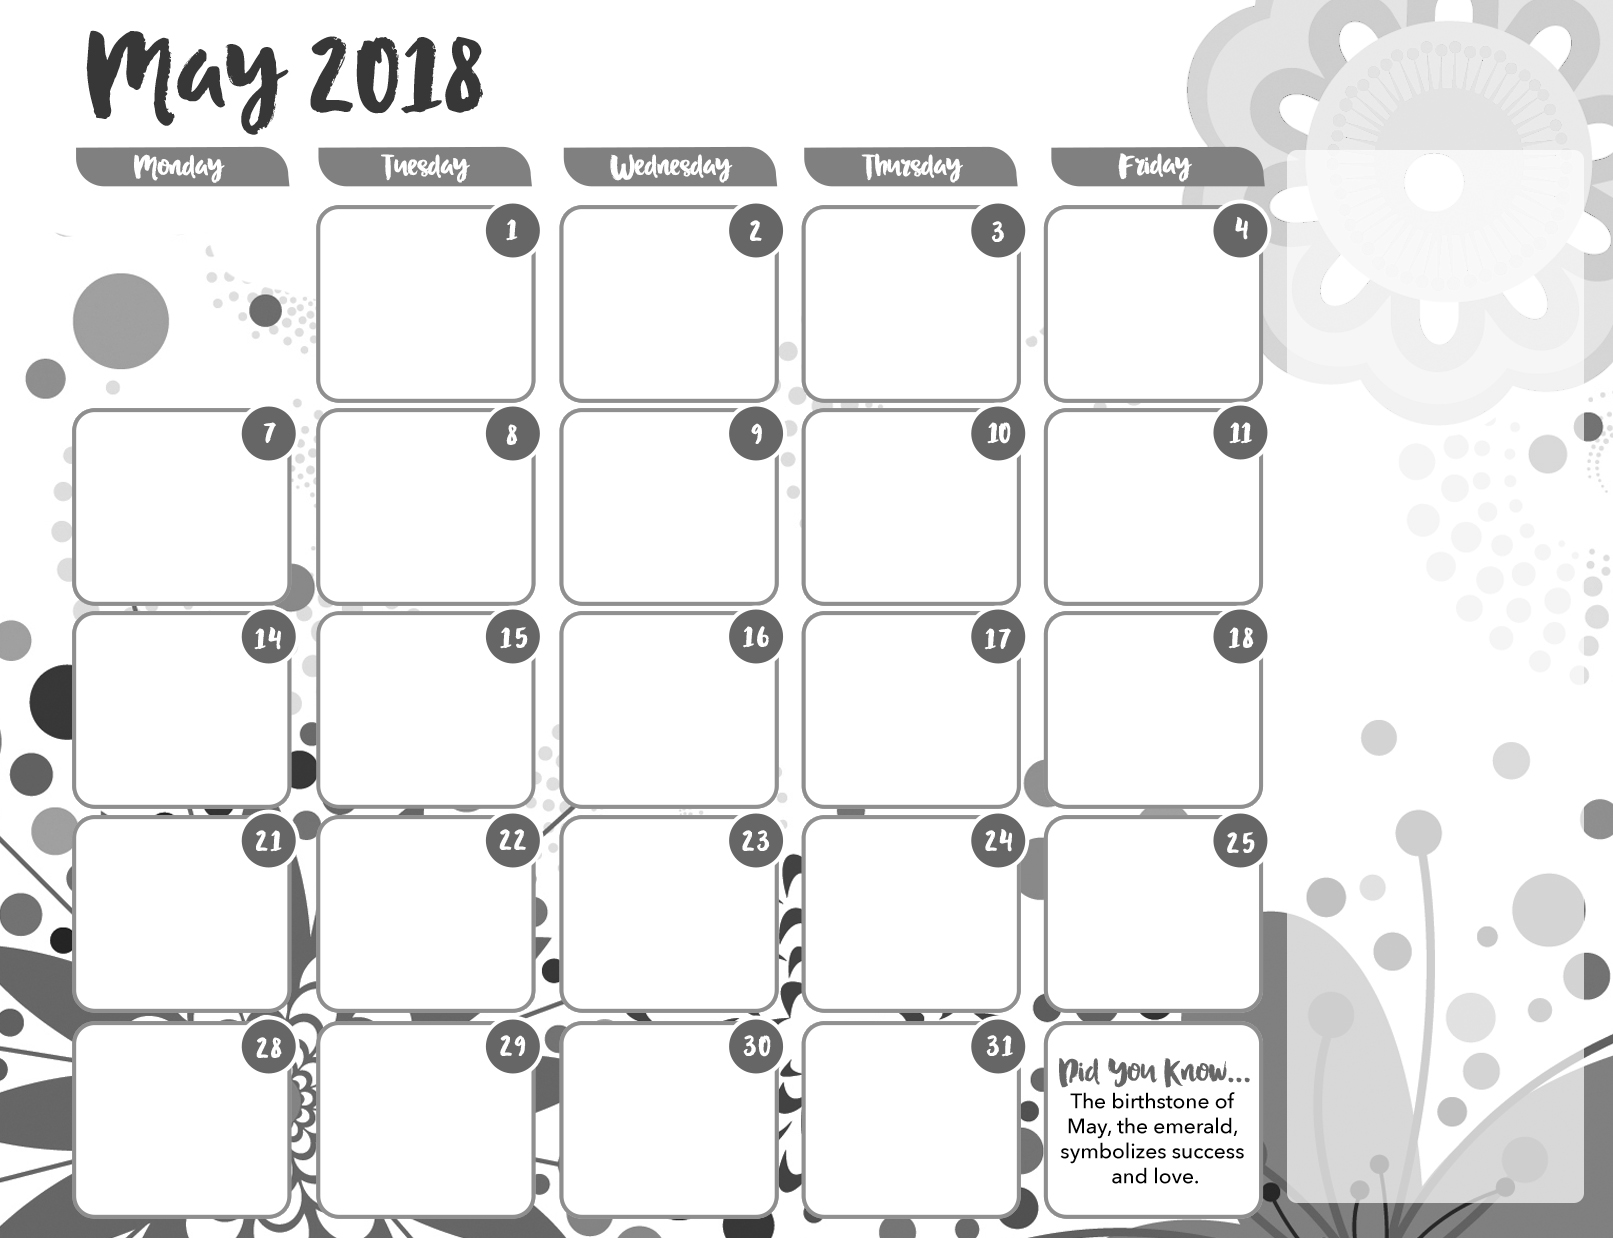 May 2018
Monday Tuesday Wednesday Thursday Friday
1 2 3 4
7 8 9 10 11
14 15 16 17 18
21 22 23 24 25
28 29 30 31
Did You Know...
The birthstone of
May, the emerald,
symbolizes success
and love.